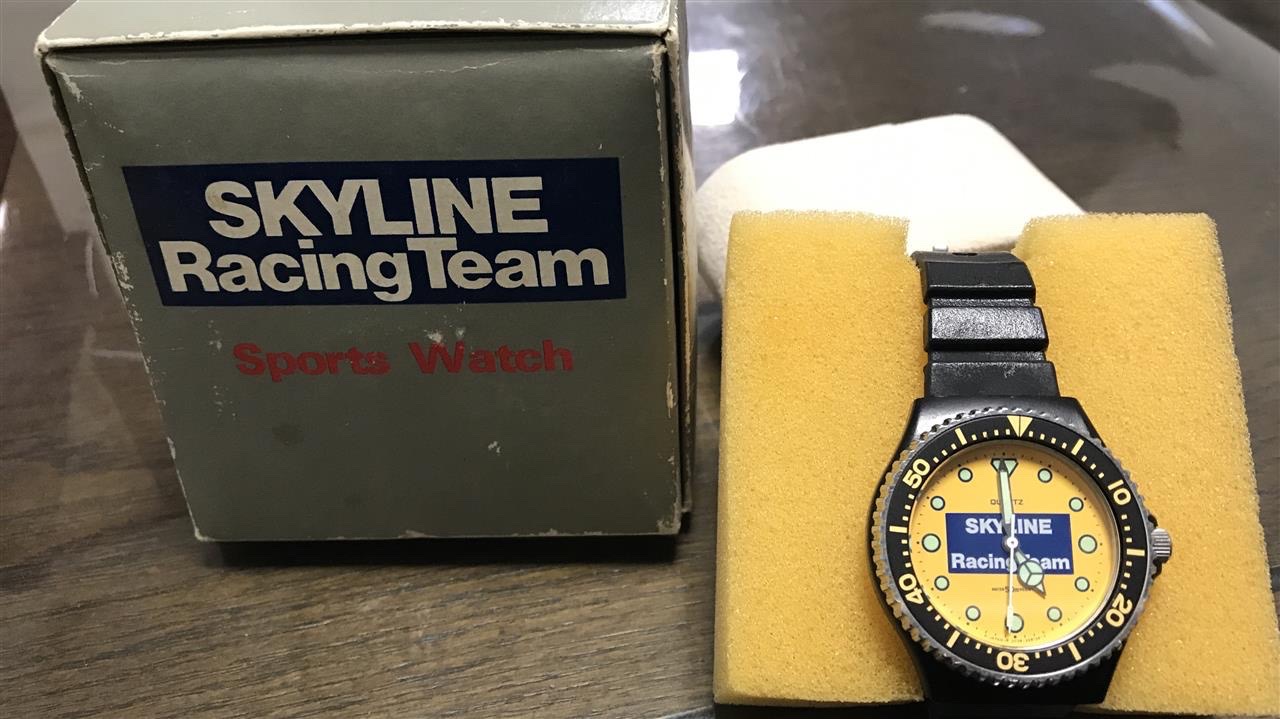 SKYLINE
Racing Team
Sports Watch
50
10
QUARTZ
SKYLINE
Racing Team
40
20
30